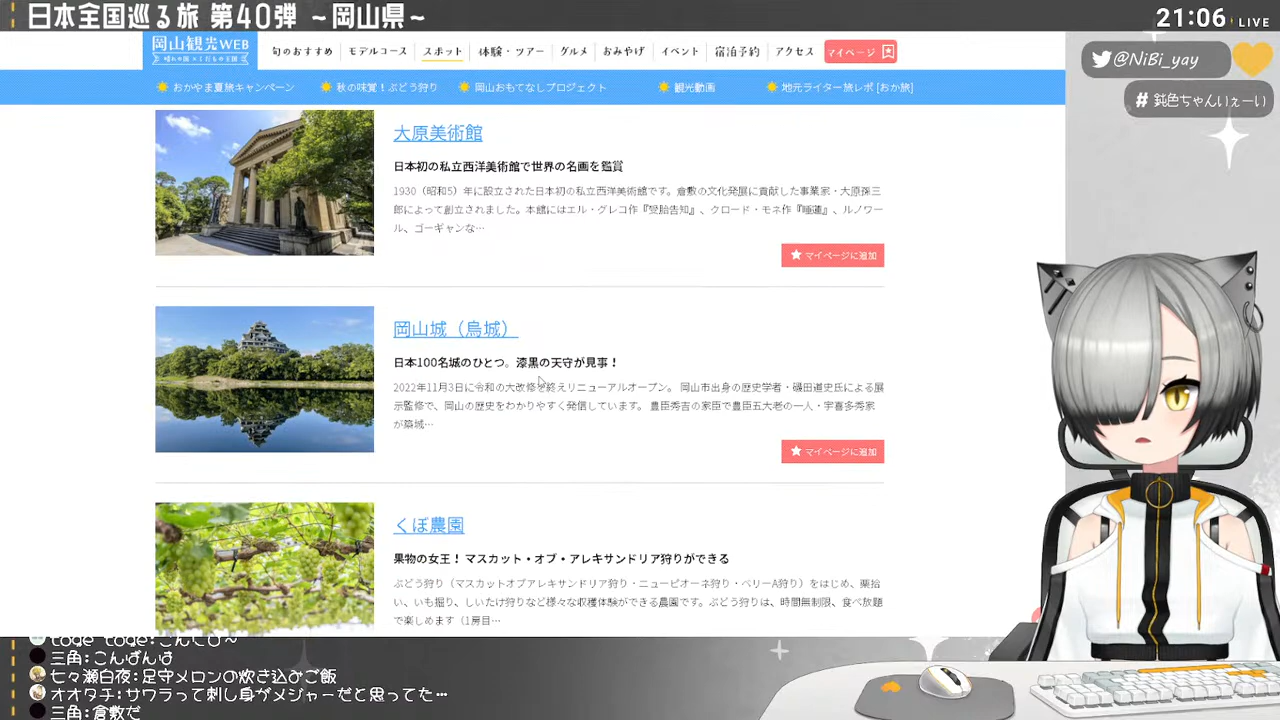 日本全国巡る旅 第40弾 ~岡山県~
21:06 LIVE
岡山観光WEB
晴れの国×くだもの王国
旬のおすすめ モデルコース スポット 体験・ツアー グルメ おみやげ イベント 宿泊予約 アクセス マイページ
おかやま夏旅キャンペーン 秋の味覚！ぶどう狩り 岡山おもてなしプロジェクト 観光動画 地元ライター旅レポ [おか旅]
@NiBi_yay
# 鈍色ちゃんいぇーい
大原美術館
日本初の私立西洋美術館で世界の名画を鑑賞
1930（昭和5）年に設立された日本初の私立西洋美術館です。倉敷の文化発展に貢献した事業家・大原孫三
郎によって創立されました。本館にはエル・グレコ作『受胎告知』、クロード・モネ作『睡蓮』、ルノワー
ル、ゴーギャンな…
マイページに追加
岡山城（烏城）
日本100名城のひとつ。漆黒の天守が見事！
2022年11月3日に令和の大改修を終えリニューアルオープン。 岡山市出身の歴史学者・磯田道史氏による展
示監修で、岡山の歴史をわかりやすく発信しています。 豊臣秀吉の家臣で豊臣五大老の一人・宇喜多秀家
が築城…
マイページに追加
くぼ農園
果物の女王！ マスカット・オブ・アレキサンドリア狩りができる
ぶどう狩り（マスカットオブアレキサンドリア狩り・ニューピオーネ狩り・ベリーA狩り）をはじめ、栗拾
い、いも掘り、しいたけ狩りなど様々な収穫体験ができる農園です。ぶどう狩りは、時間無制限、食べ放題
で楽しめます（1房目…
三角:こんばんは
七々瀬白夜:足守メロンの炊き込みご飯
オオタチ:サワラって刺し身がメジャーだと思ってた…
三角:倉敷だ